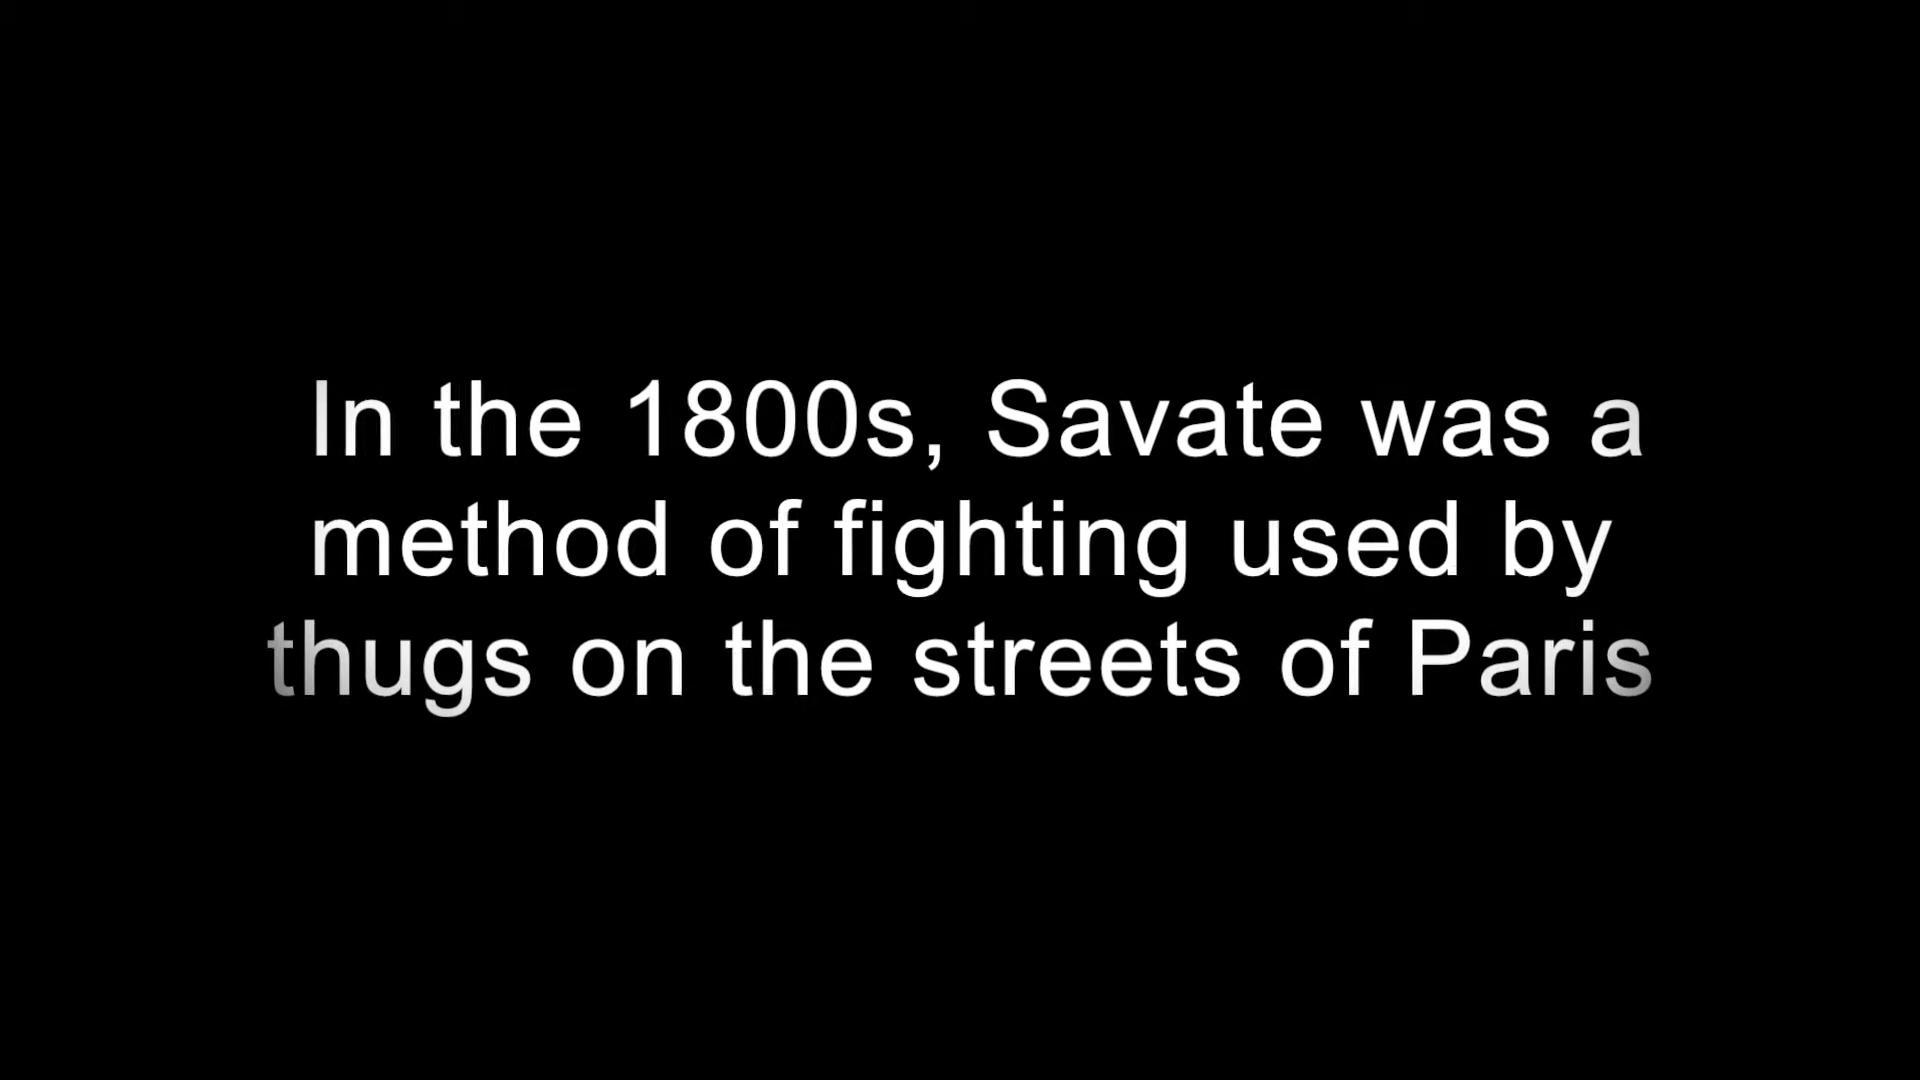 In the 1800s, Savate was a
method of fighting used by
thugs on the streets of Paris